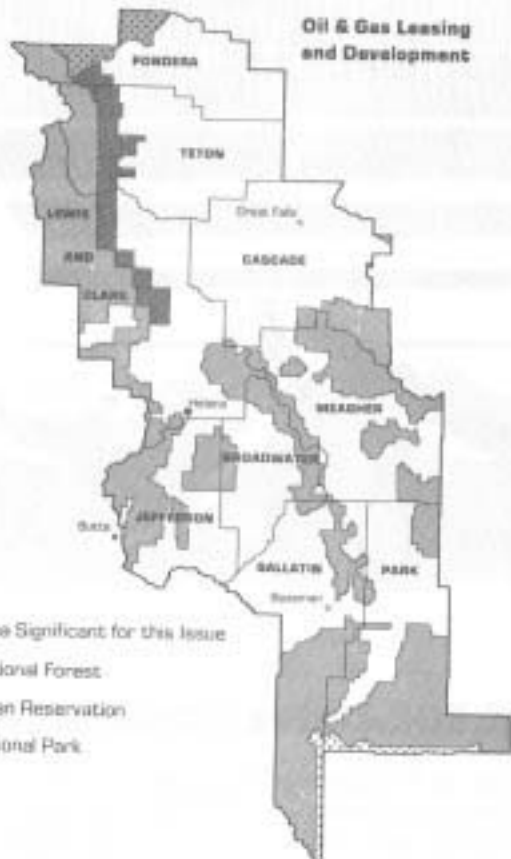 Oil & Gas Leasing
and Development
PONDERA
TETON
LEWIS
Great Falls
AND
CASCADE
CLARK
MEAGHER
Helena
BROADWATER
JEFFERSON
Butte
GALLATIN
PARK
Bozeman
a Significant for this Issue
ional Forest
an Reservation
ional Park